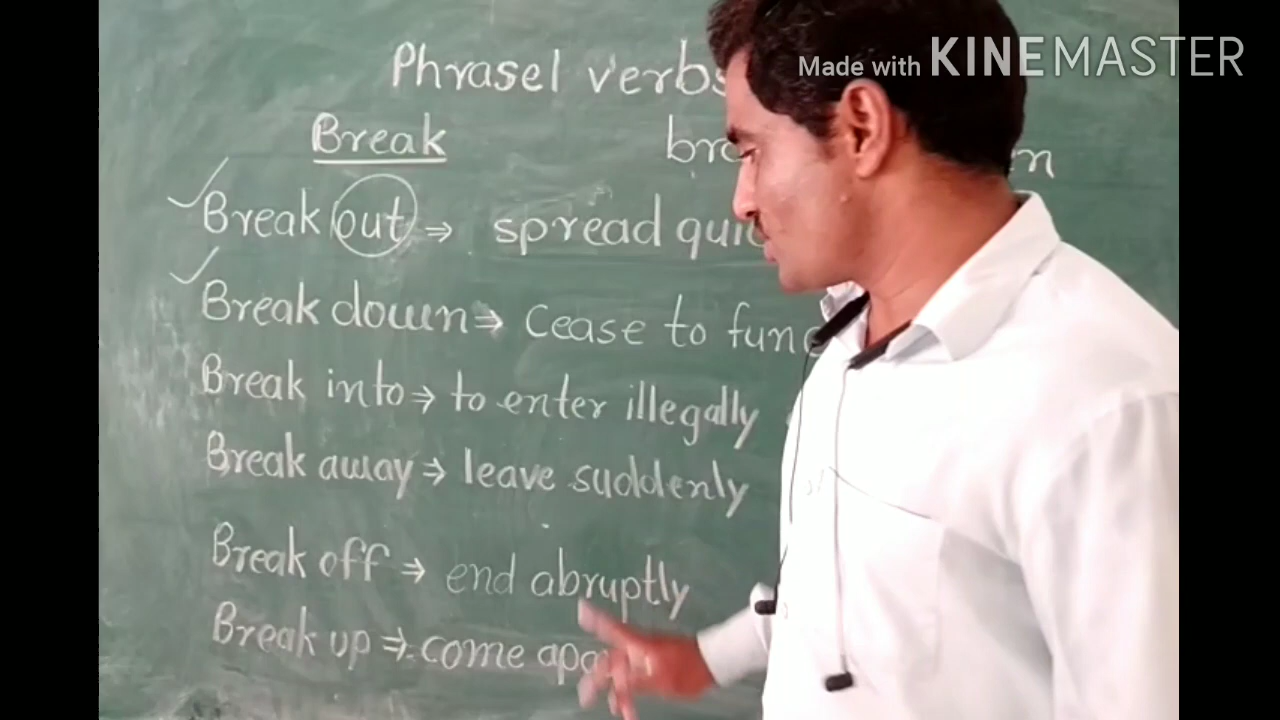 Made with KINEMASTER
Phrasel verbs
Break
Break out ⇒ spread
Break down ⇒ Cease to
Break into ⇒ to enter illegally
Break away ⇒ leave suddenly
Break off ⇒ end abruptly
Break up ⇒ come